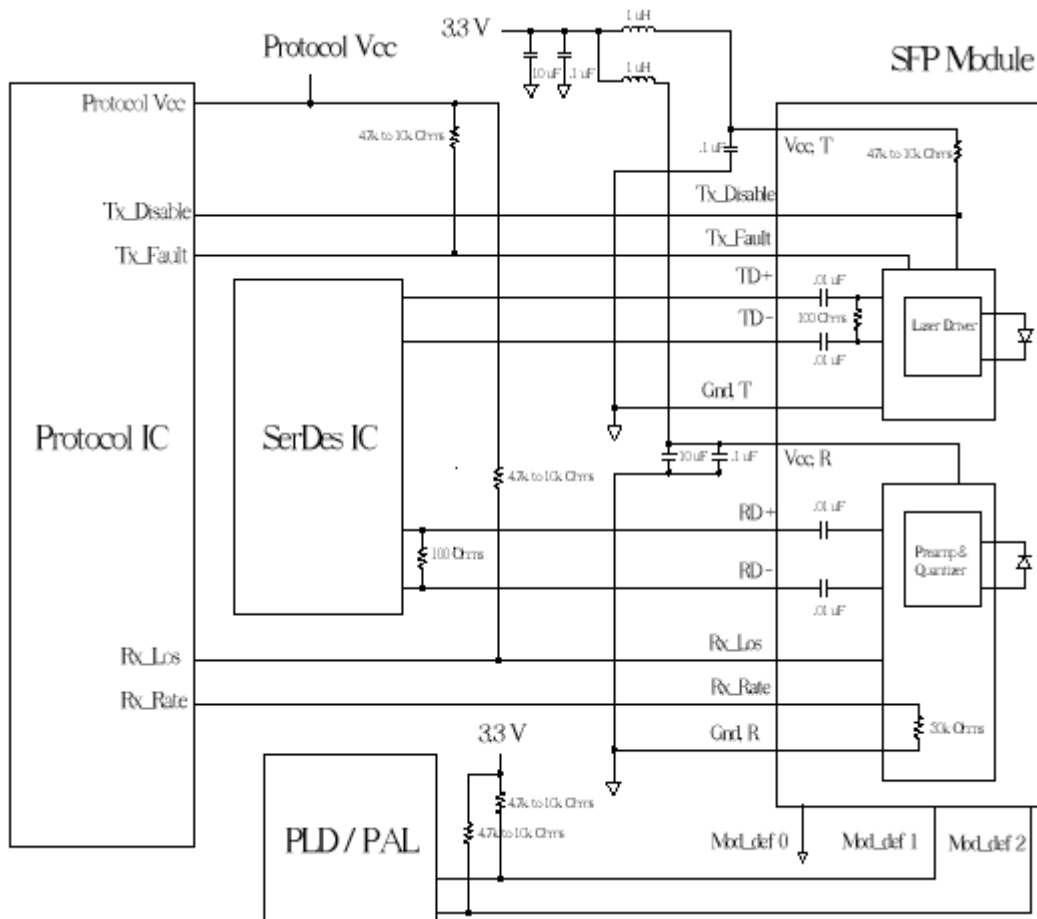 1 uH
3.3 V
Protocol Vcc
SFP Module
10 uF
.1 uF
1 uH
Protocol Vcc
4.7k to 10k Ohms
.1 uF
Vcc, T
4.7k to 10k Ohms
Tx_Disable
Tx_Disable
Tx_Fault
Tx_Fault
TD+
.01 uF
TD-
100 Ohms
Laser Driver
.01 uF
Gnd, T
Protocol IC
SerDes IC
10 uF
.1 uF
Vcc, R
4.7k to 10k Ohms
RD+
.01 uF
100 Ohms
Preamp &
Quantizer
RD-
.01 uF
Rx_Los
Rx_Los
Rx_Rate
Rx_Rate
3.3 V
Gnd, R
30k Ohms
4.7k to 10k Ohms
4.7k to 10k Ohms
PLD / PAL
Mod_def 0
Mod_def 1
Mod_def 2